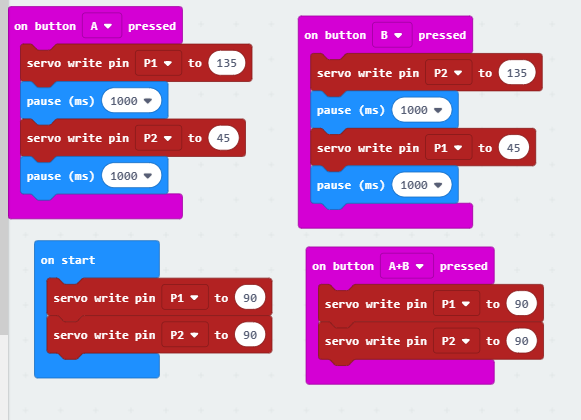 on button A pressed
servo write pin P1 to 135
pause (ms) 1000
servo write pin P2 to 45
pause (ms) 1000
on button B pressed
servo write pin P2 to 135
pause (ms) 1000
servo write pin P1 to 45
pause (ms) 1000
on start
servo write pin P1 to 90
servo write pin P2 to 90
on button A+B pressed
servo write pin P1 to 90
servo write pin P2 to 90